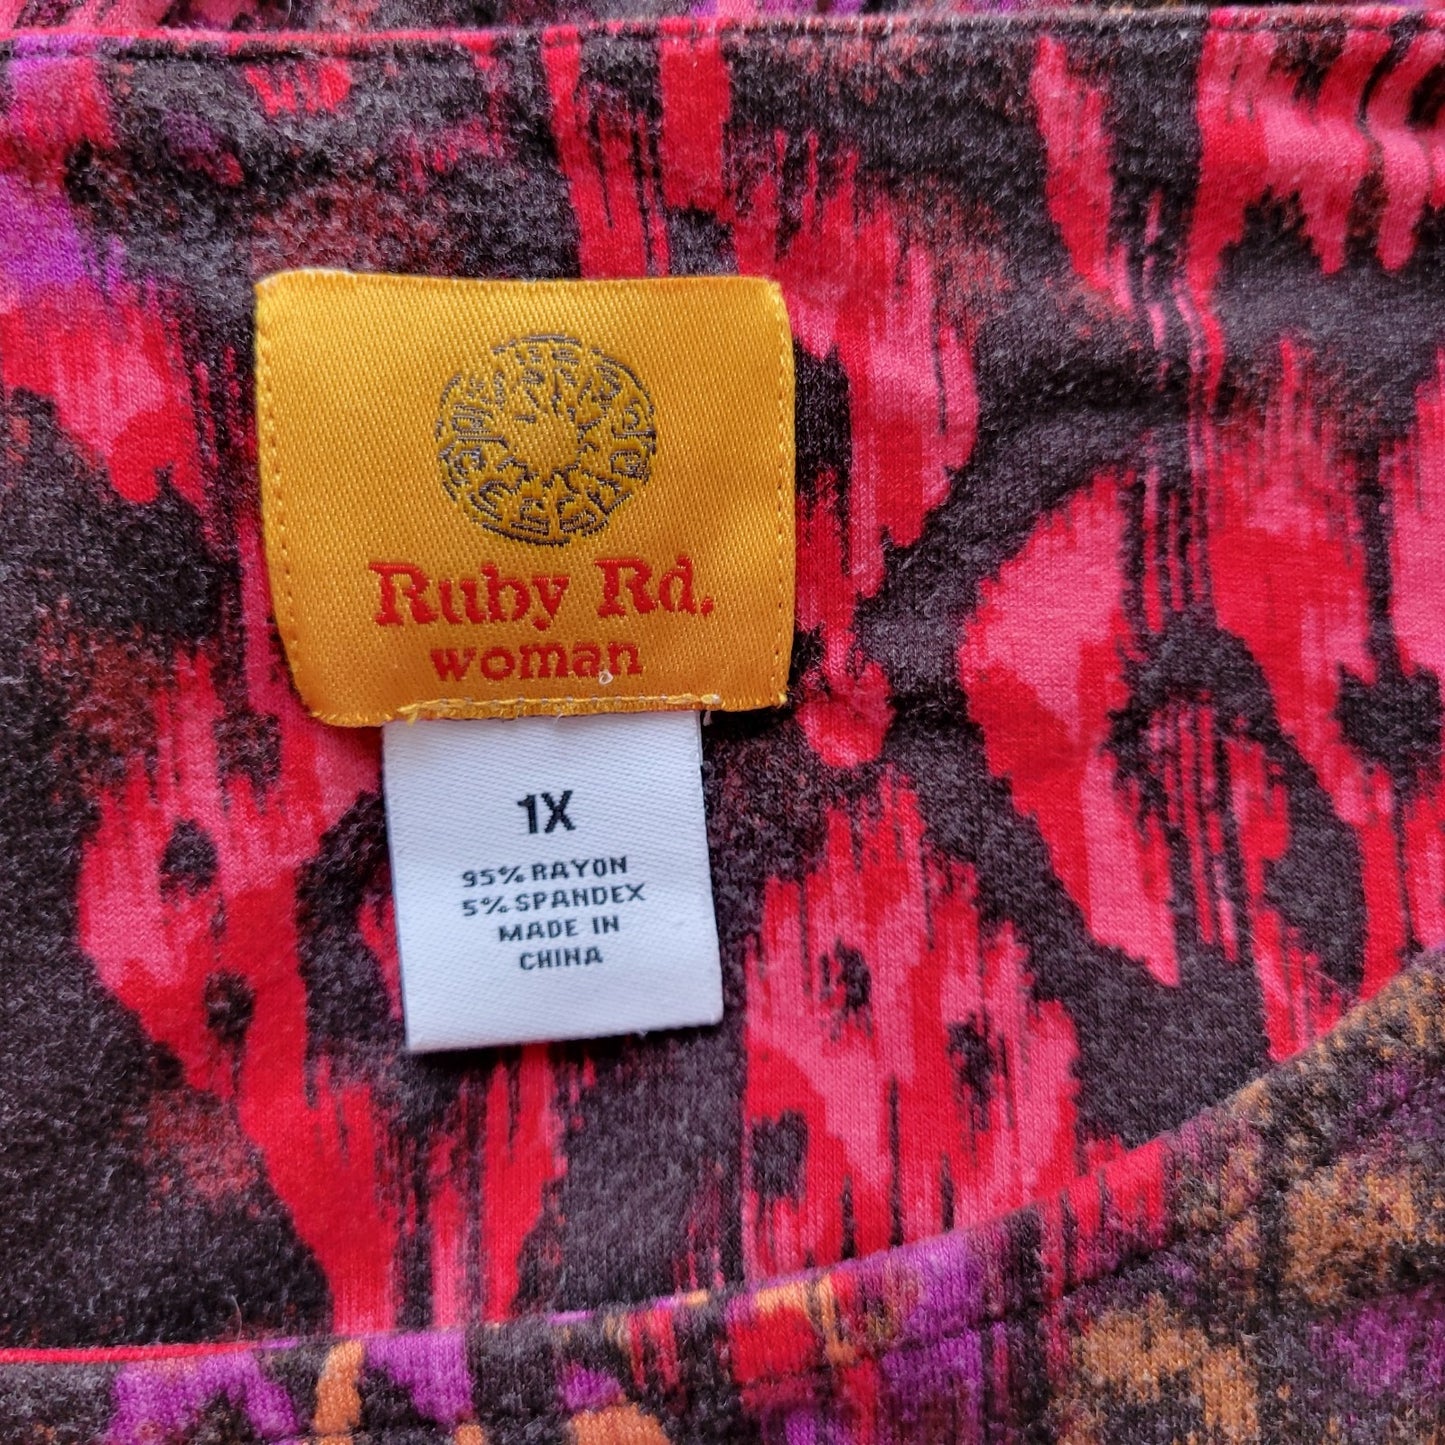 Ruby Rd.
woman
1X
95% RAYON
5% SPANDEX
MADE IN
CHINA